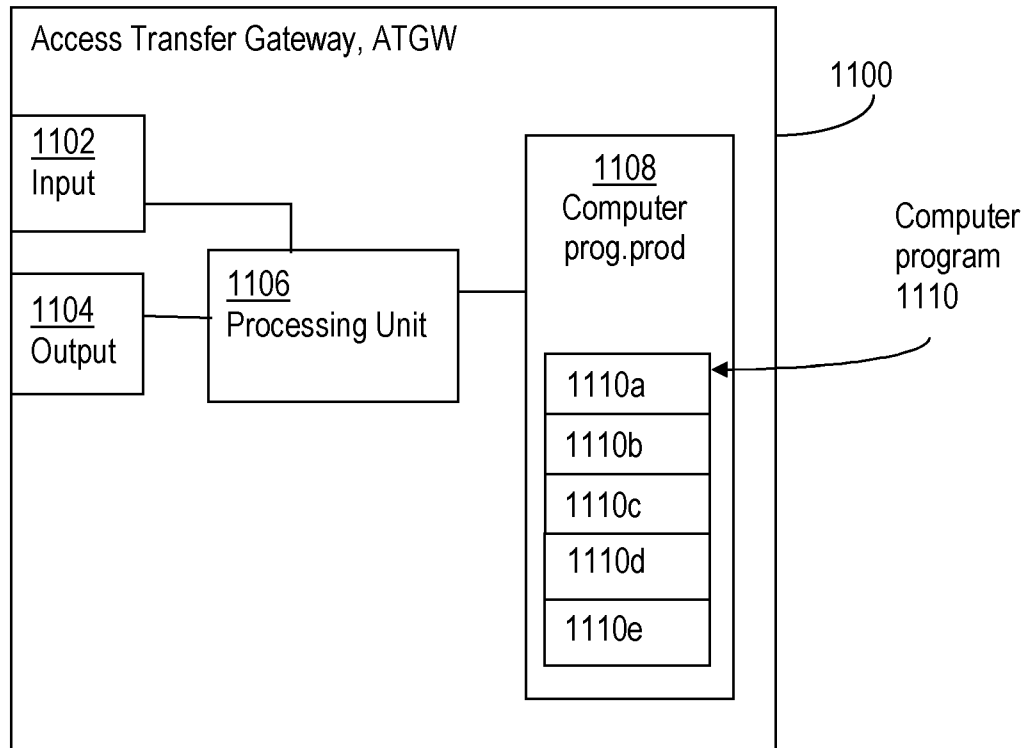 Access Transfer Gateway, ATGW
1100
1102
Input
1108
Computer
prog.prod
Computer
program
1110
1106
Processing Unit
1104
Output
1110a
1110b
1110c
1110d
1110e